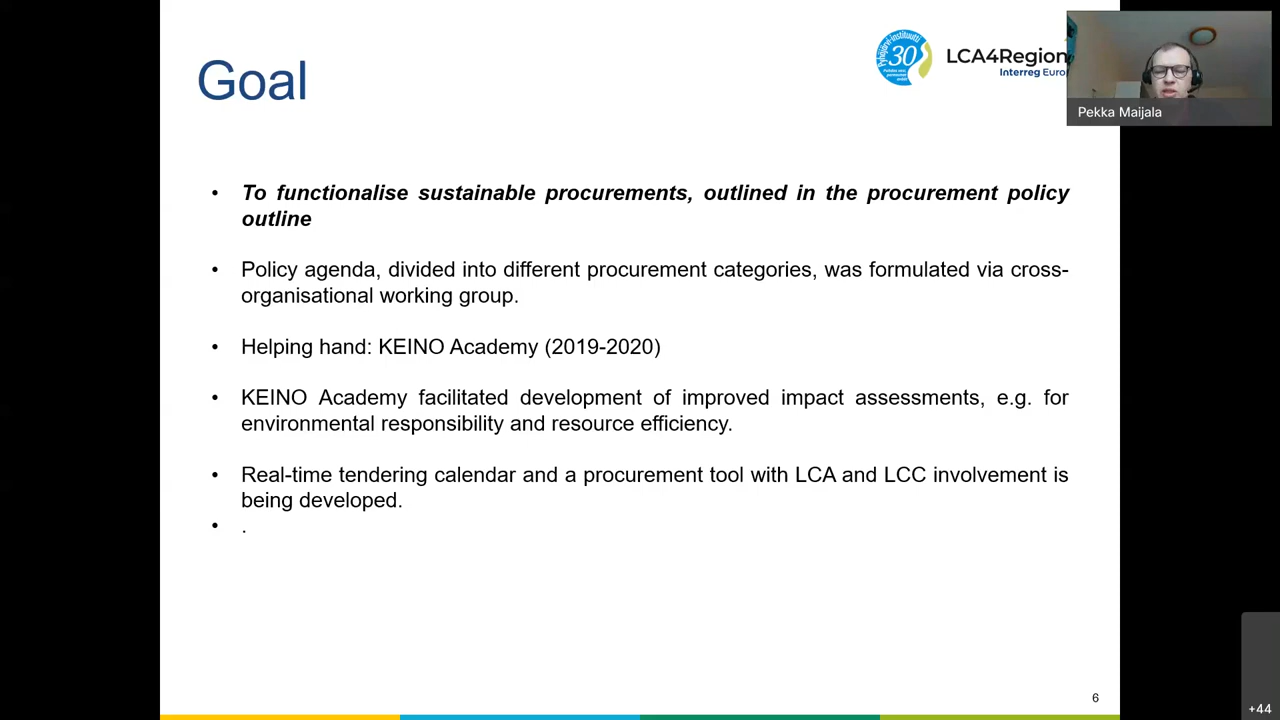 Goal
Pyhäjärvi-instituutti
30
LCA4Region
Interreg Euro
Pekka Maijala
• To functionalise sustainable procurements, outlined in the procurement policy
outline
• Policy agenda, divided into different procurement categories, was formulated via cross-
organisational working group.
• Helping hand: KEINO Academy (2019-2020)
• KEINO Academy facilitated development of improved impact assessments, e.g. for
environmental responsibility and resource efficiency.
• Real-time tendering calendar and a procurement tool with LCA and LCC involvement is
being developed.
• .
6
+44